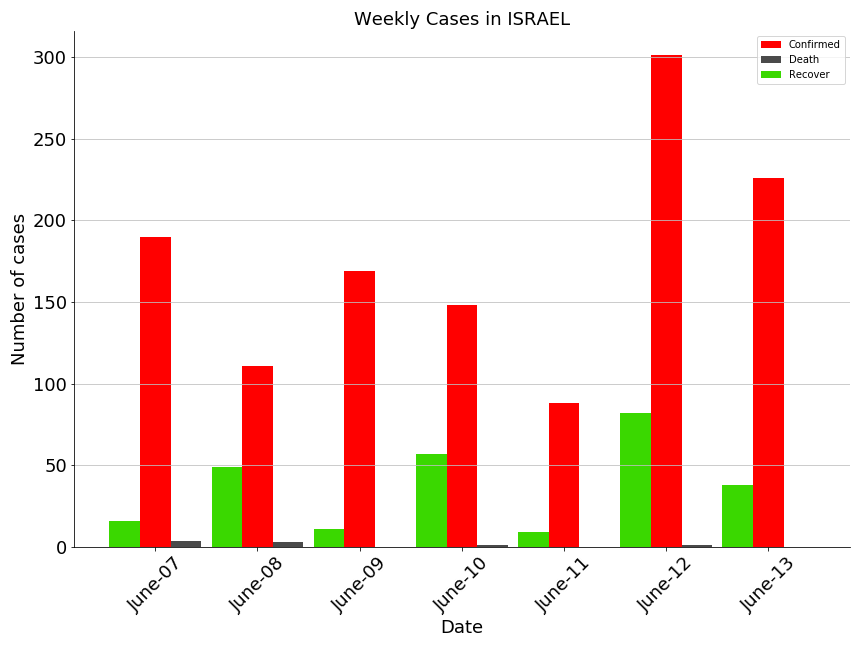 Weekly Cases in ISRAEL
Confirmed
Death
Recover
Number of cases
300
250
200
150
100
50
0
June-07
June-08
June-09
June-10
June-11
June-12
June-13
Date